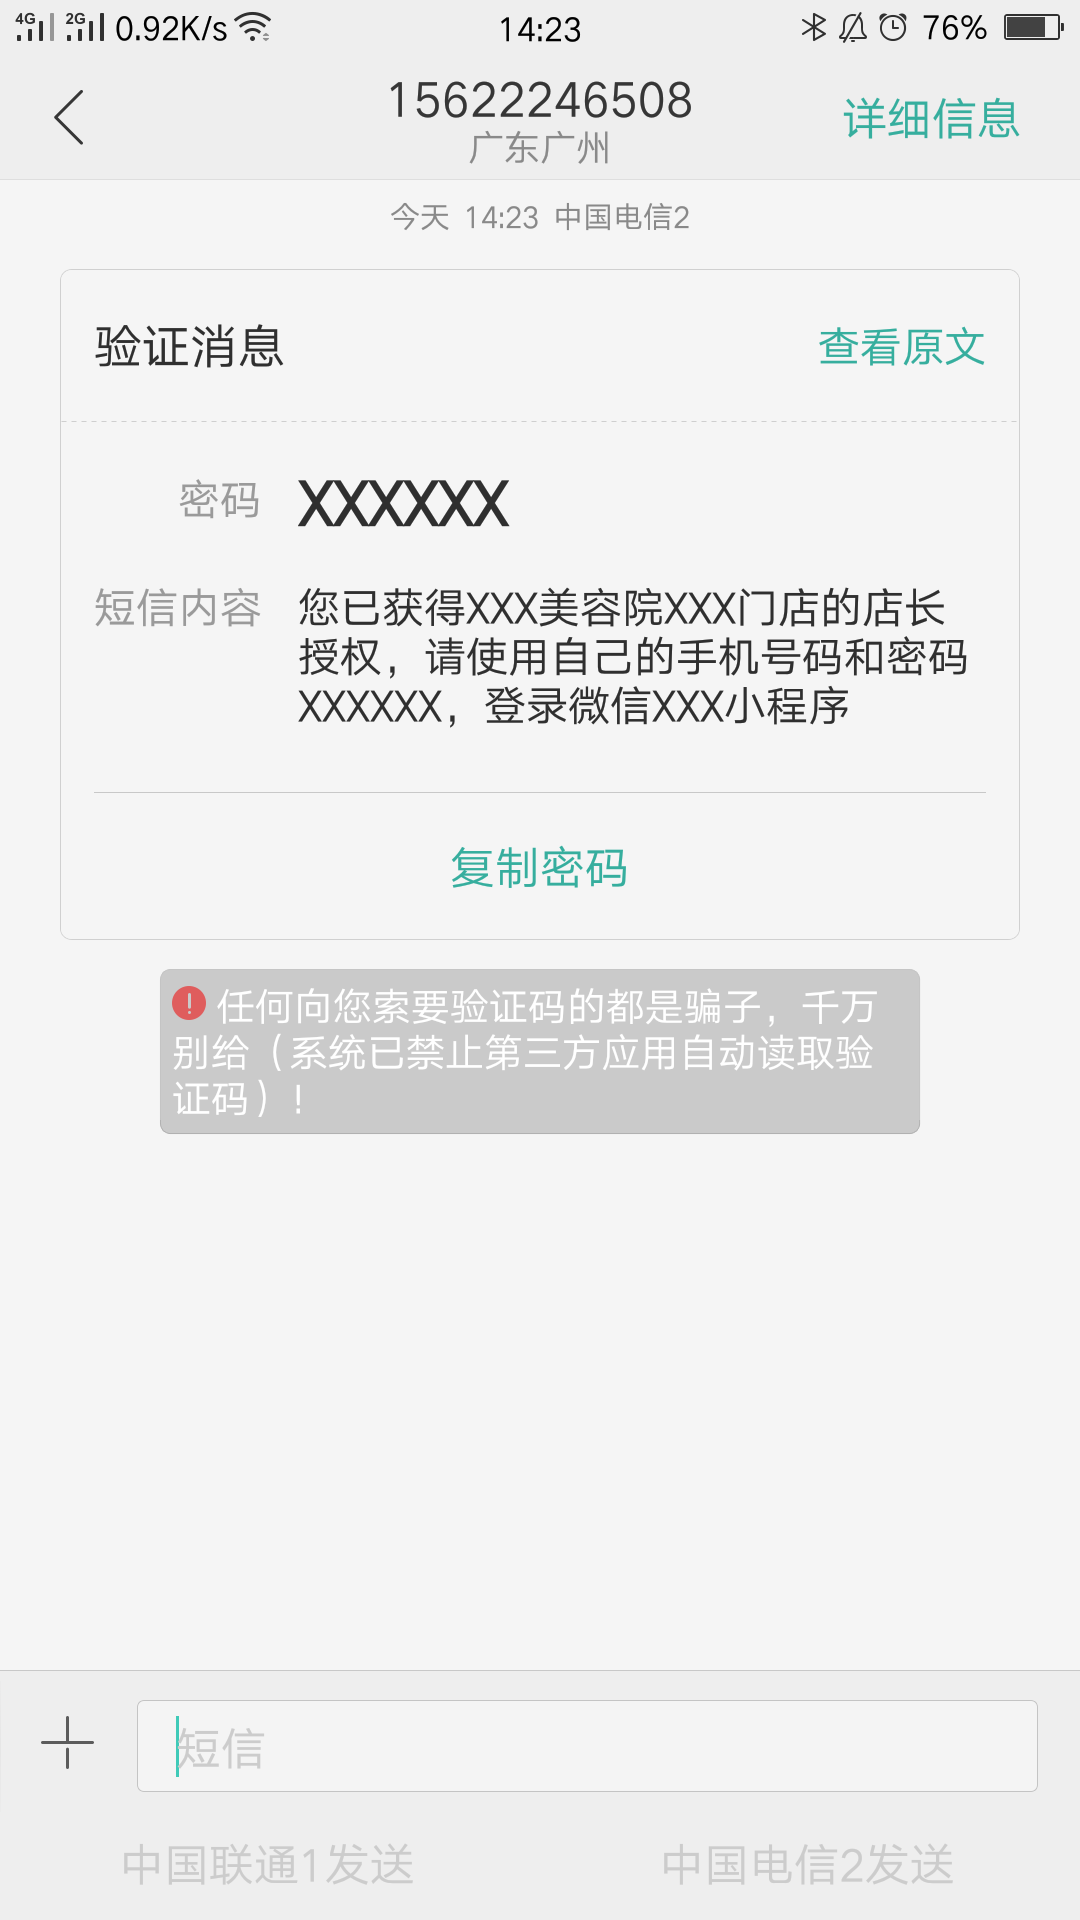 4G 2G 0.92K/s 14:23 76%
15622246508
详细信息
广东广州
今天 14:23 中国电信2
验证消息
查看原文
密码 XXXXXX
短信内容 您已获得XXX美容院XXX门店的店长
授权，请使用自己的手机号码和密码
XXXXXX，登录微信XXX小程序
复制密码
任何向您索要验证码的都是骗子，千万
别给（系统已禁止第三方应用自动读取验
证码）！
短信
中国联通1发送
中国电信2发送